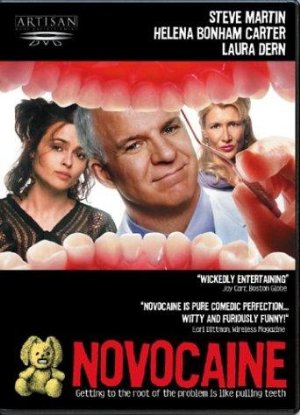 ARTISAN
HOME ENTERTAINMENT
STEVE MARTIN
HELENA BONHAM CARTER
LAURA DERN
"WICKEDLY ENTERTAINING"
Jay Carr, Boston Globe
"NOVOCAINE IS PURE COMEDIC PERFECTION...
WITTY AND FURIOUSLY FUNNY!"
Earl Dittman, Wireless Magazine
NOVOCAINE
Getting to the root of the problem is like pulling teeth